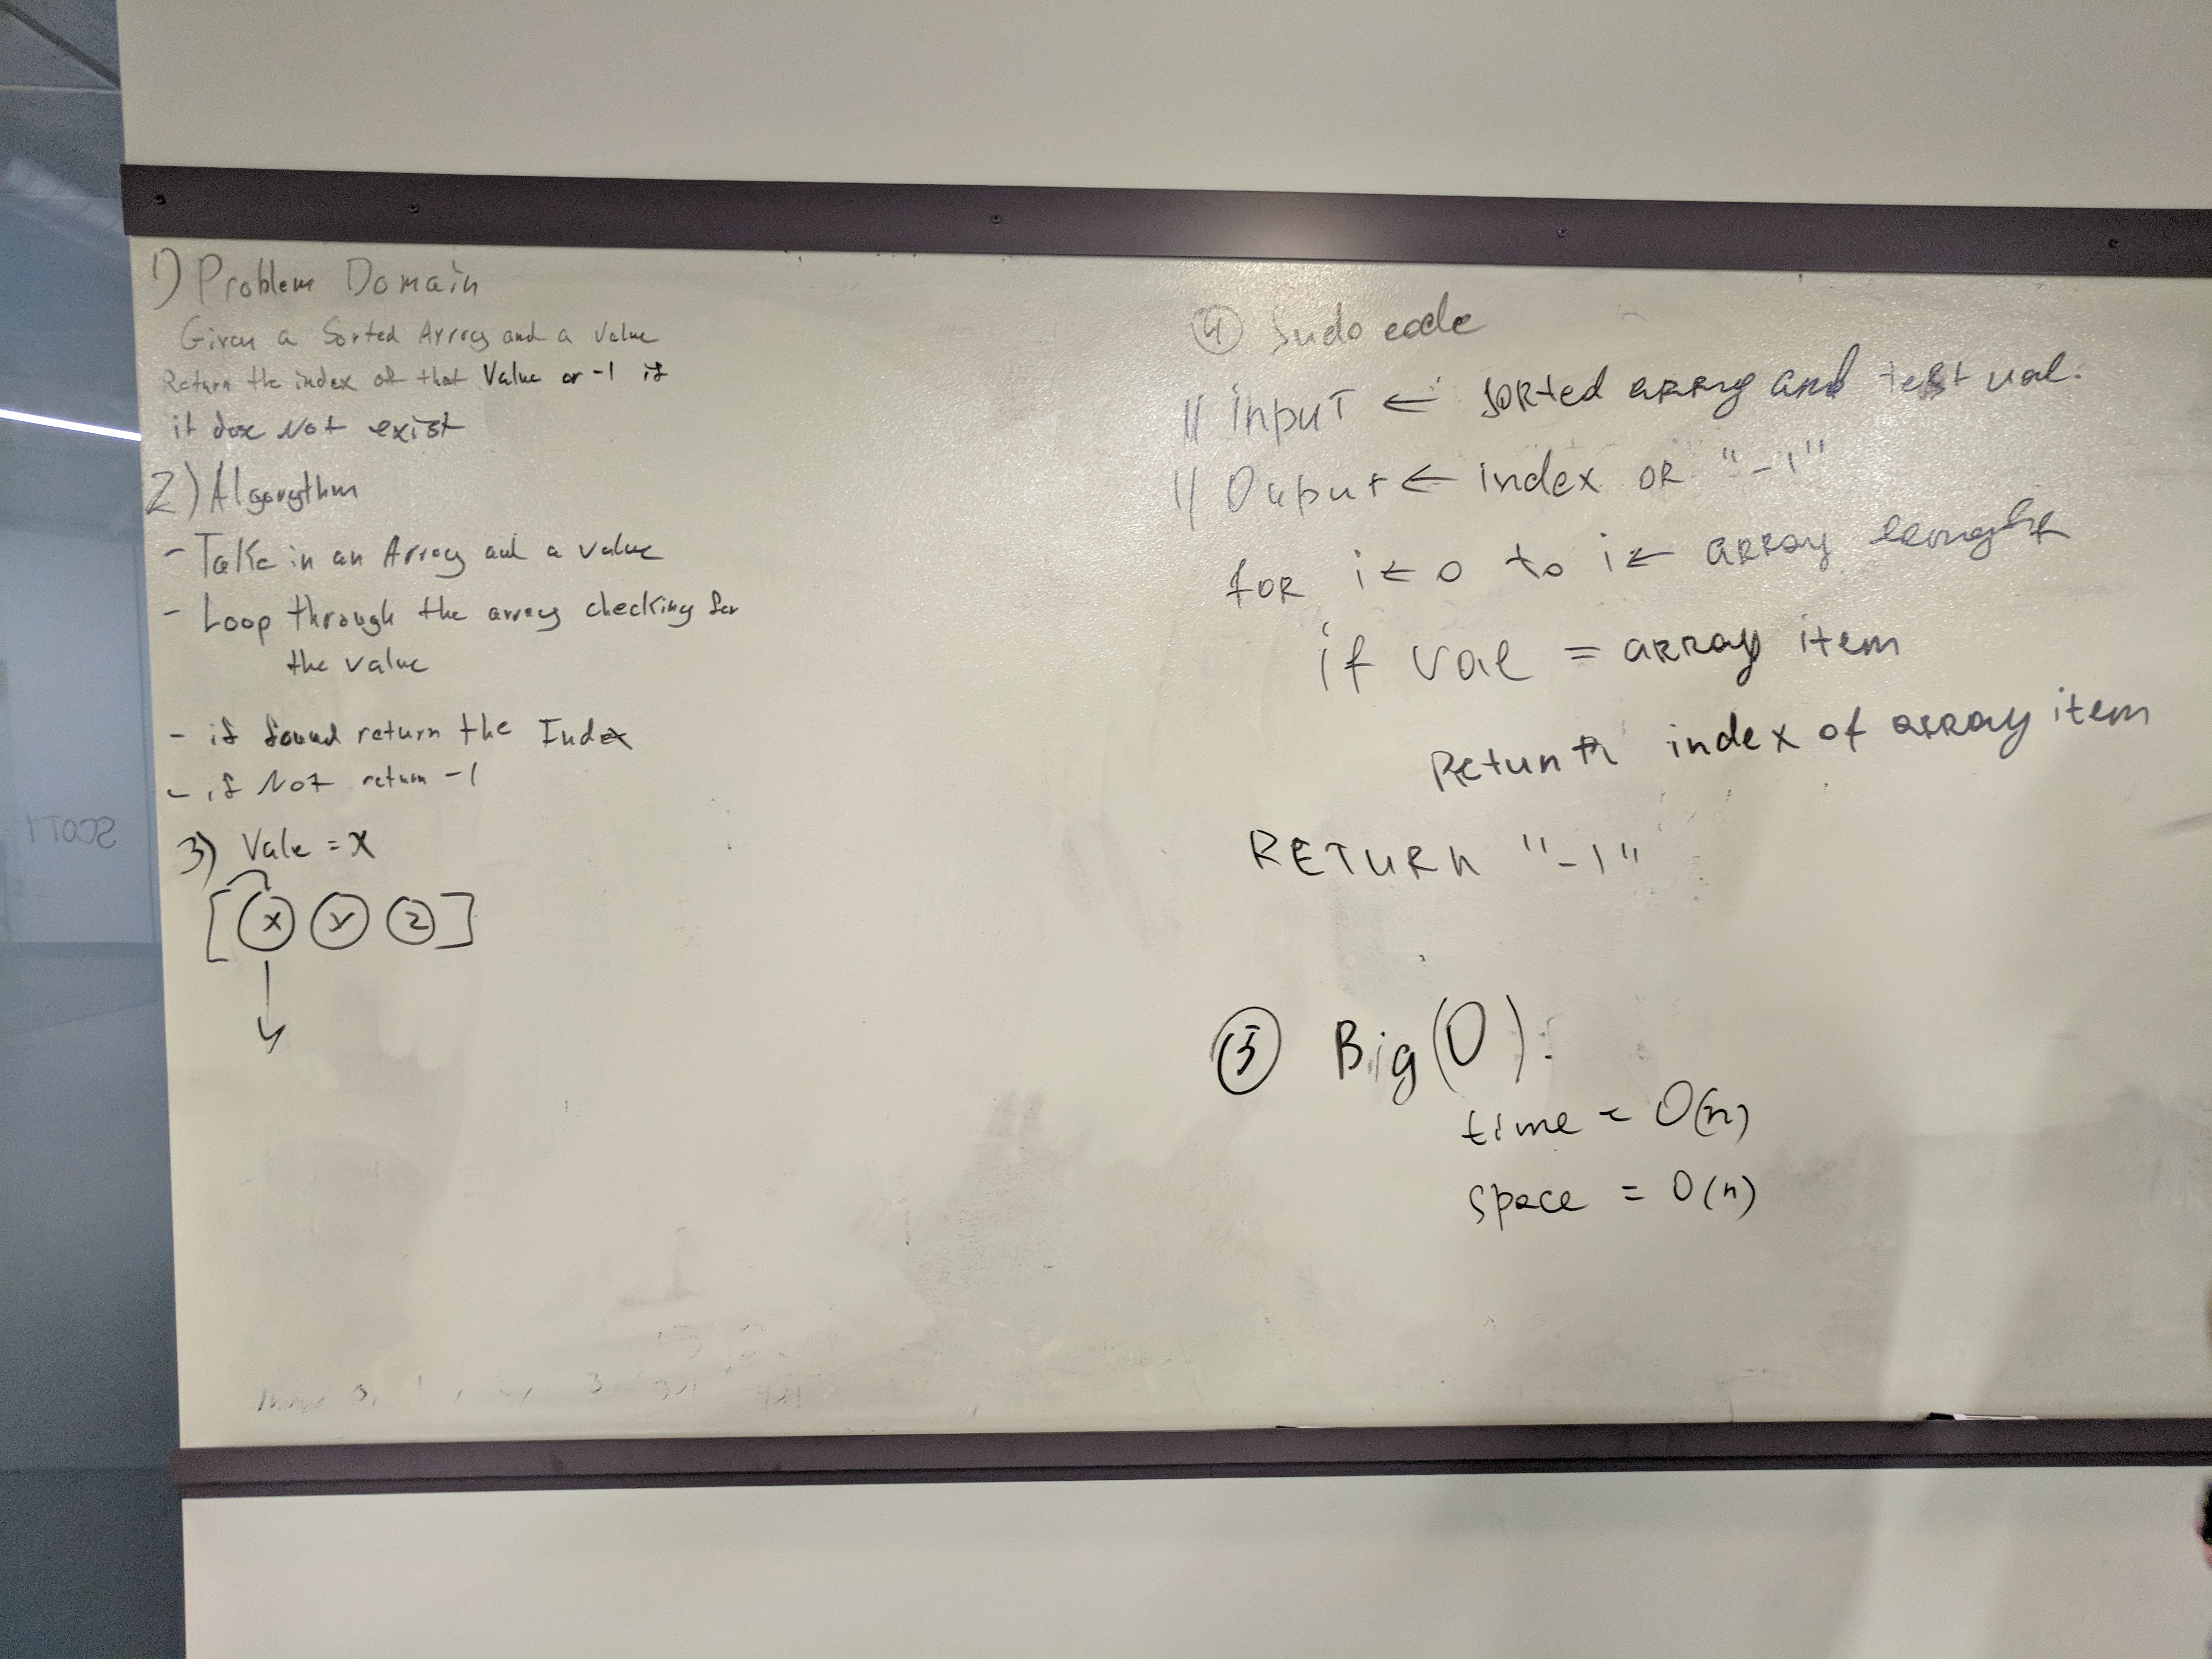 1) Problem Domain
Given a Sorted Array and a Value
Return the index of that Value or -1 if
it doe Not exist
2) Algorythm
- Take in an Array and a value
- Loop through the array checking for
the value
- if found return the Index
- if Not return -1
3) Vale = X
[ X Y Z ]
4 Sudo code
// input ← sorted array and test val.
// Ouput ← index OR "-1"
for i ← 0 to i ← array lenght
if val = array item
Return index of array item
RETURN "-1"
5 Big(O):
time = O(n)
space = O(n)
SCOTT